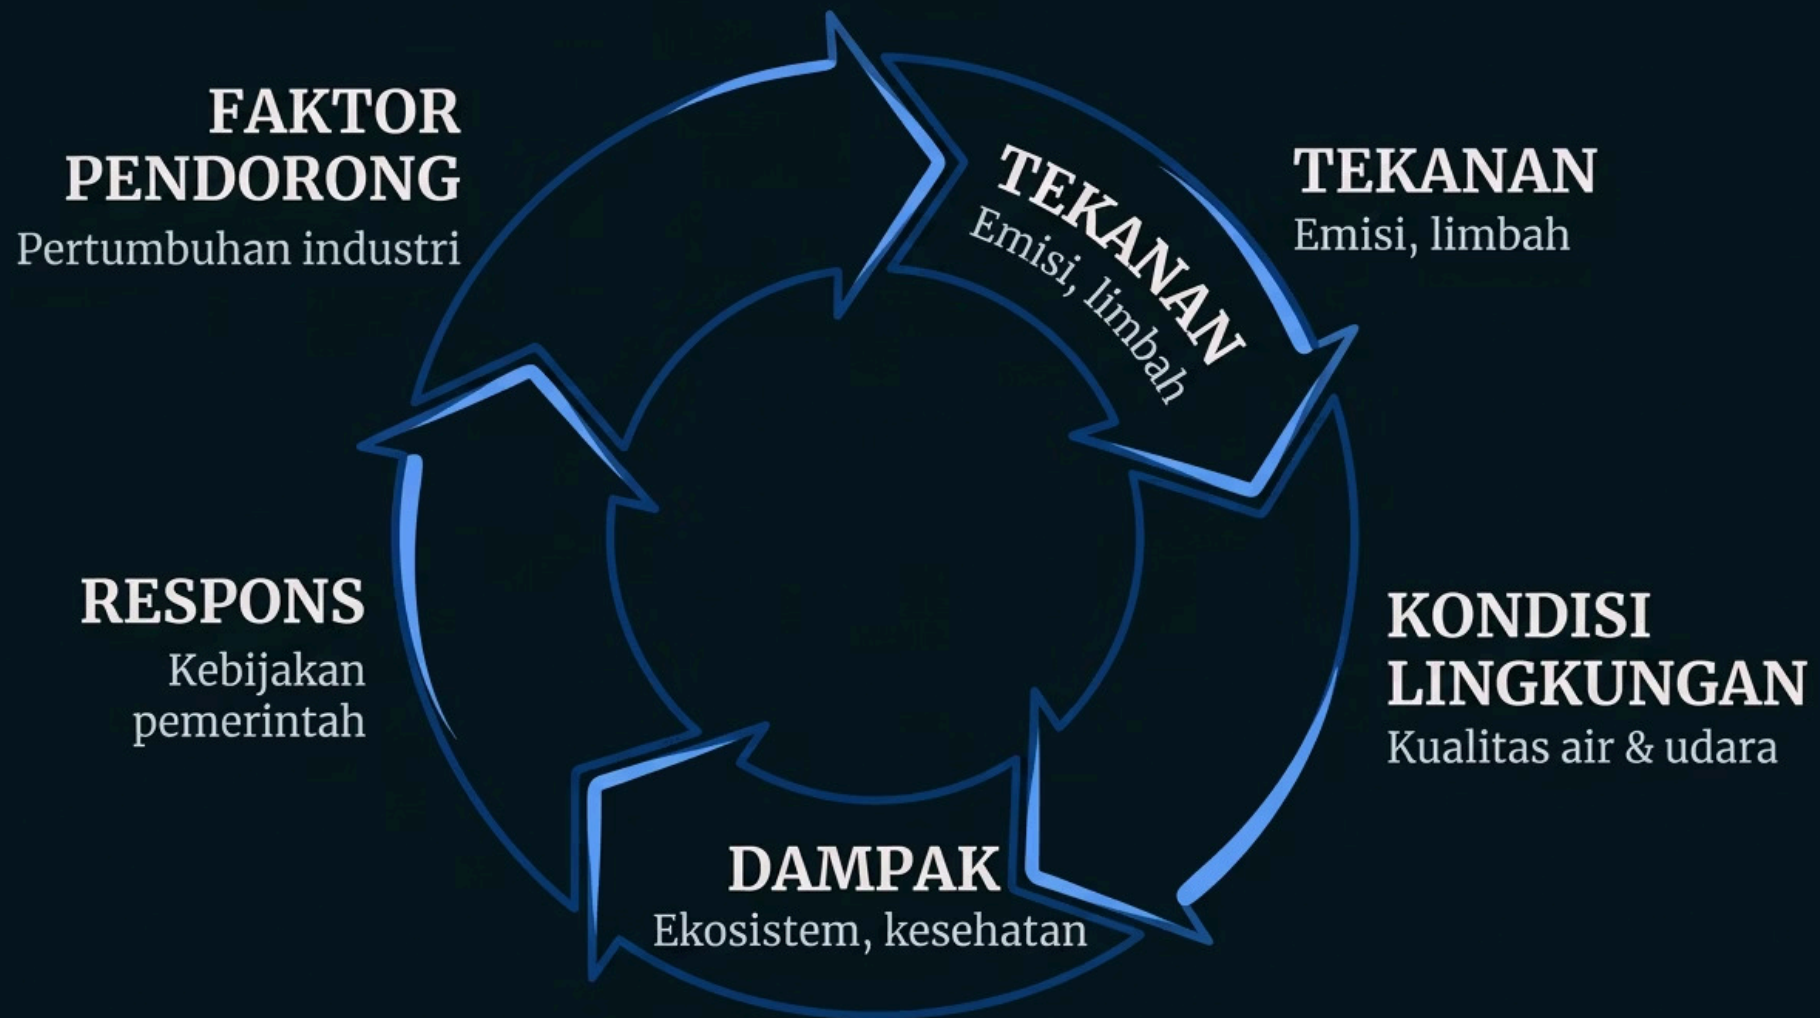 FAKTOR
PENDORONG
Pertumbuhan industri
TEKANAN
Emisi, limbah
TEKANAN
Emisi, limbah
KONDISI
LINGKUNGAN
Kualitas air & udara
DAMPAK
Ekosistem, kesehatan
RESPONS
Kebijakan
pemerintah